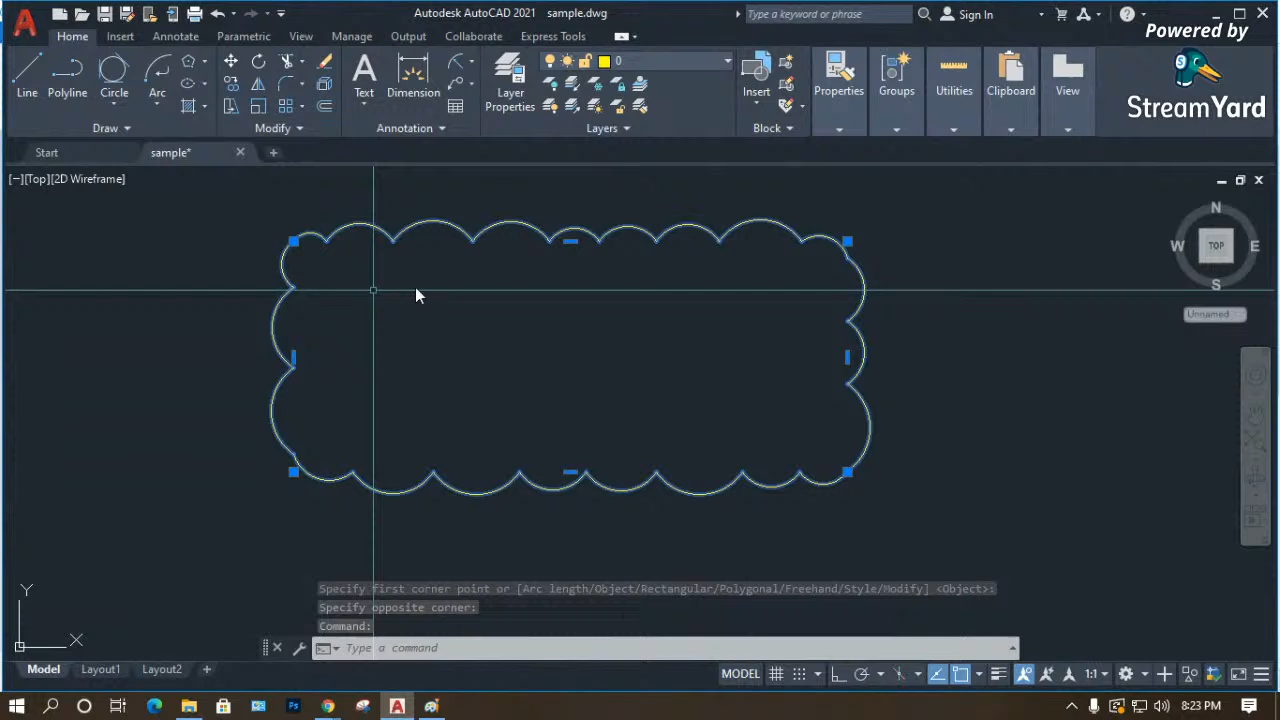 Autodesk AutoCAD 2021 sample.dwg
Type a keyword or phrase
Sign In
Powered by
StreamYard
Home Insert Annotate Parametric View Manage Output Collaborate Express Tools
Line Polyline Circle Arc
Text Dimension
Layer
Properties
0
Insert
Properties Groups Utilities Clipboard View
Draw Modify Annotation Layers Block
Start sample*
[−][Top][2D Wireframe]
N
W TOP E
S
Unnamed
Specify first corner point or [Arc length/Object/Rectangular/Polygonal/Freehand/Style/Modify] <Object>:
Specify opposite corner:
Command:
Type a command
Y
X
Model Layout1 Layout2
MODEL
1:1
8:23 PM